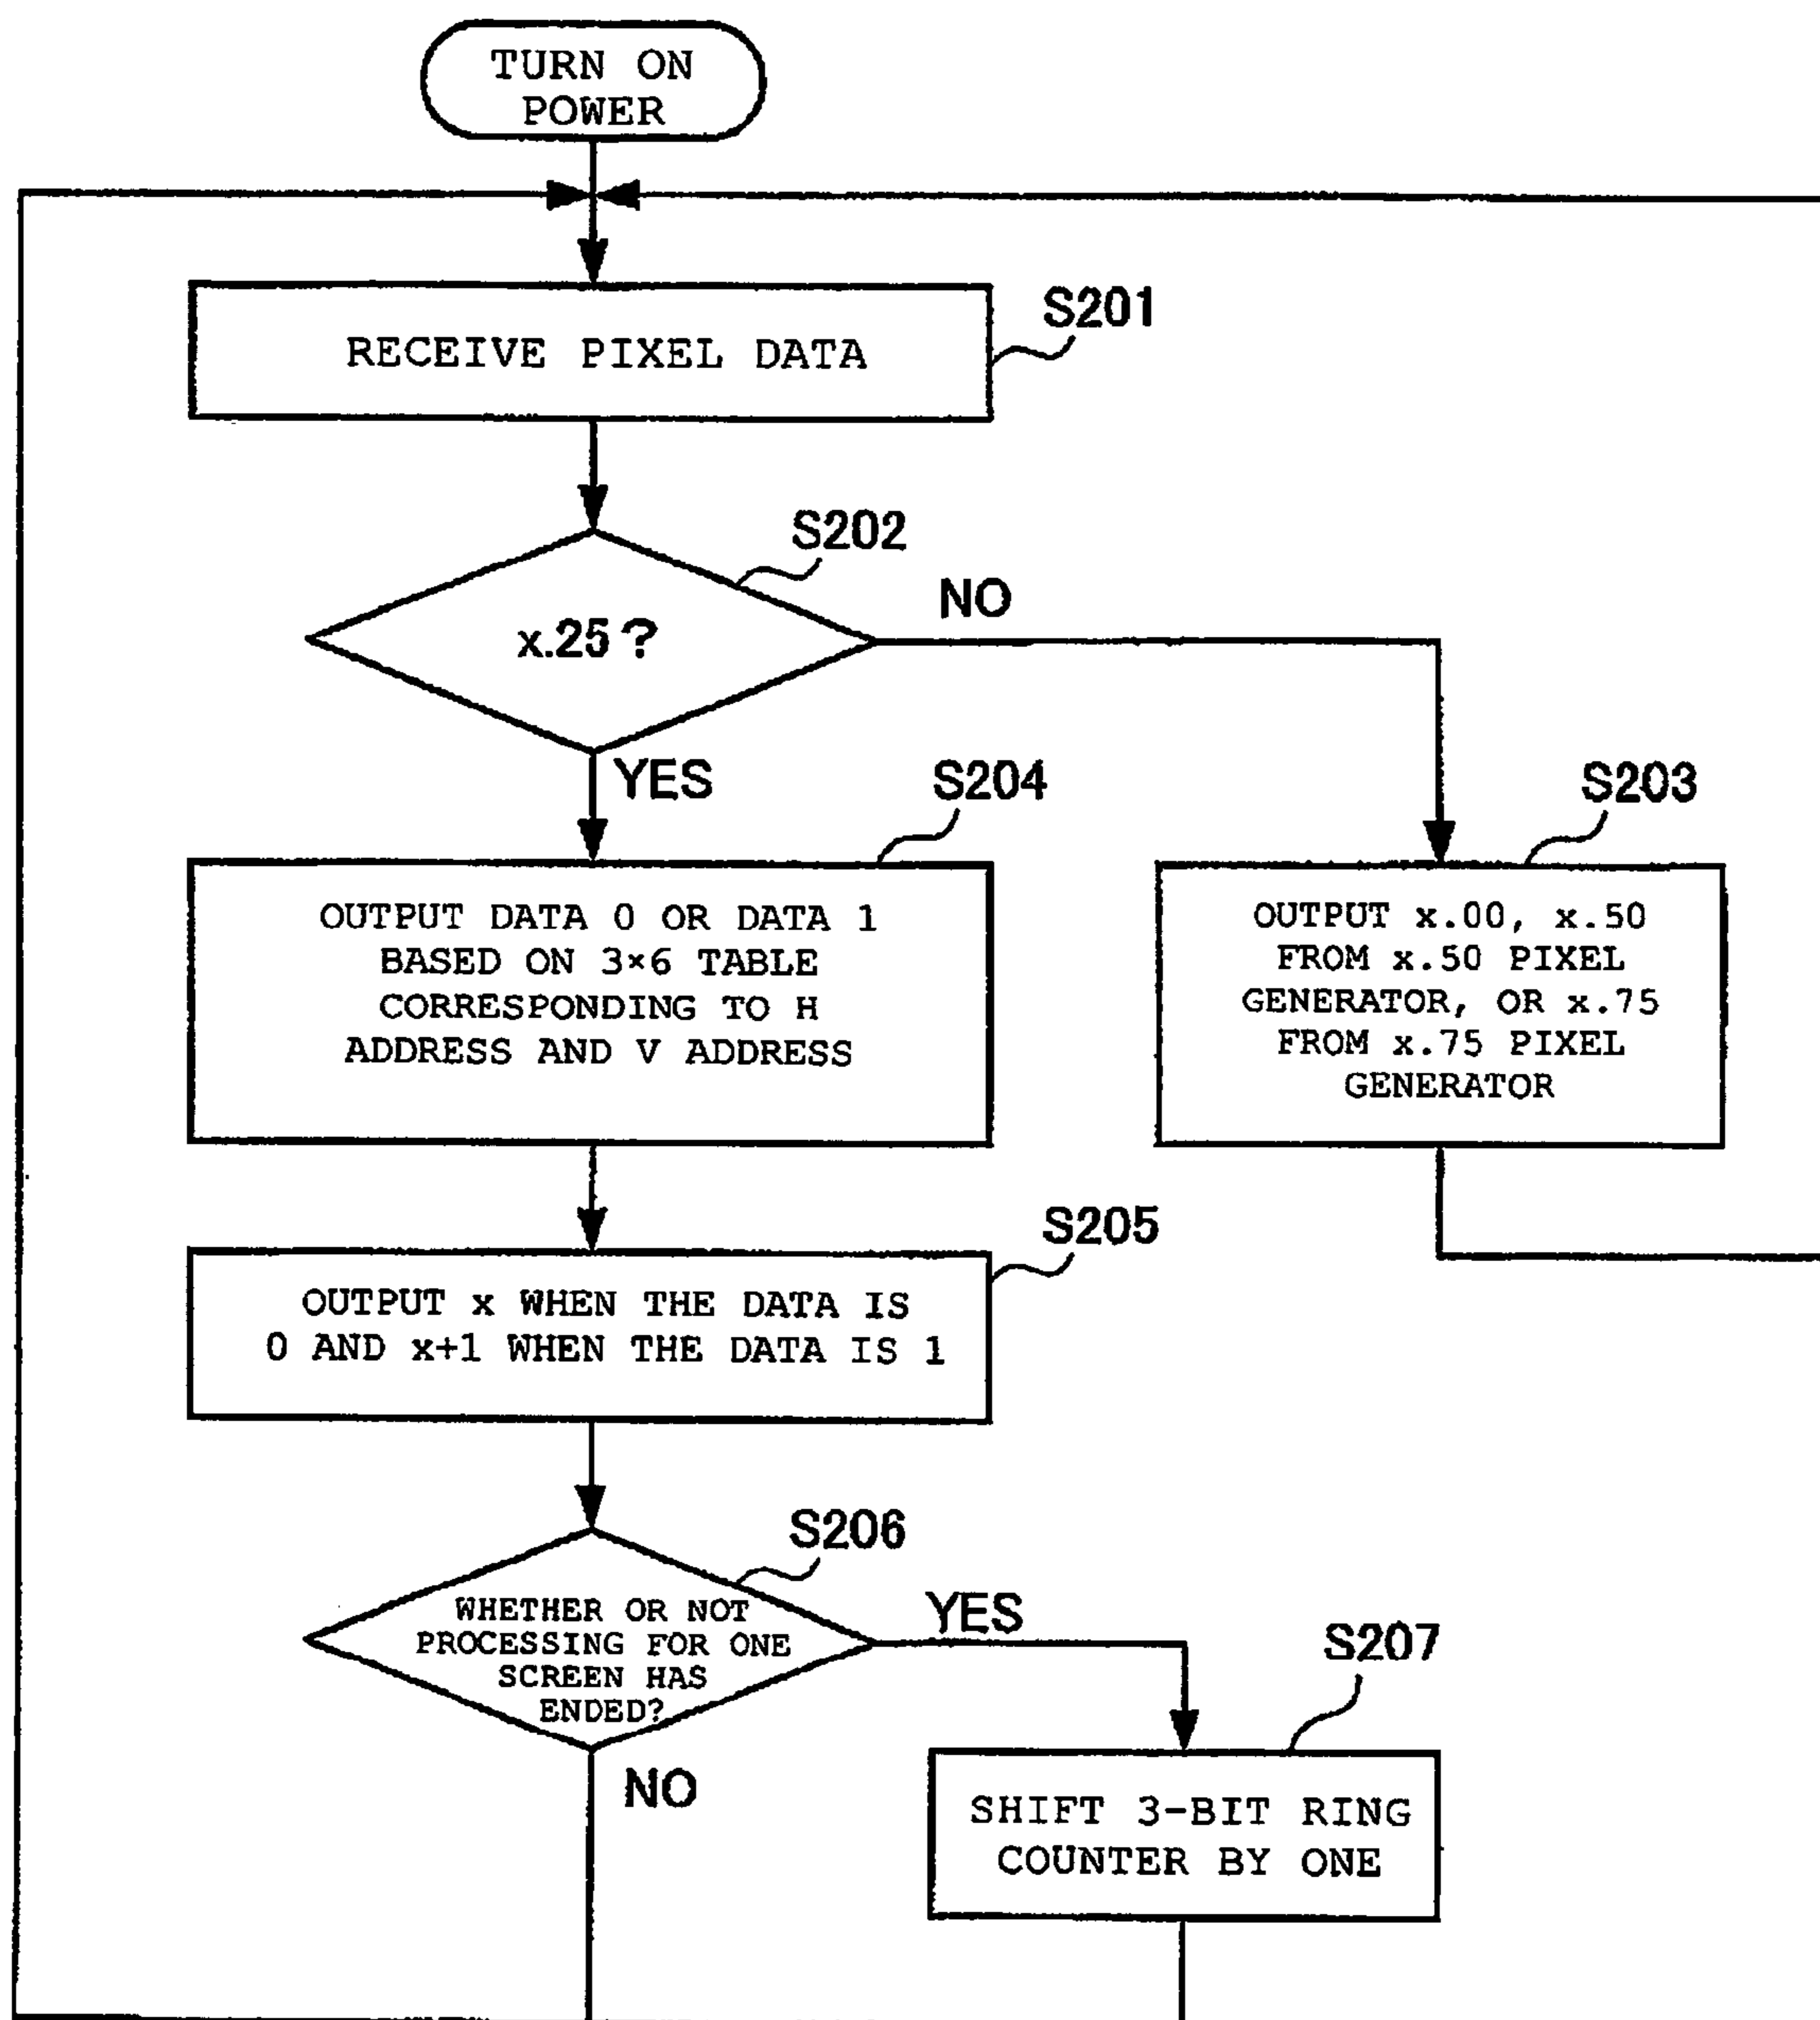 TURN ON
POWER
S201
RECEIVE PIXEL DATA
S202
x.25?
NO
YES
S204
OUTPUT DATA 0 OR DATA 1
BASED ON 3×6 TABLE
CORRESPONDING TO H
ADDRESS AND V ADDRESS
S203
OUTPUT x.00, x.50
FROM x.50 PIXEL
GENERATOR, OR x.75
FROM x.75 PIXEL
GENERATOR
S205
OUTPUT x WHEN THE DATA IS
0 AND x+1 WHEN THE DATA IS 1
S206
WHETHER OR NOT
PROCESSING FOR ONE
SCREEN HAS
ENDED?
YES
NO
S207
SHIFT 3-BIT RING
COUNTER BY ONE